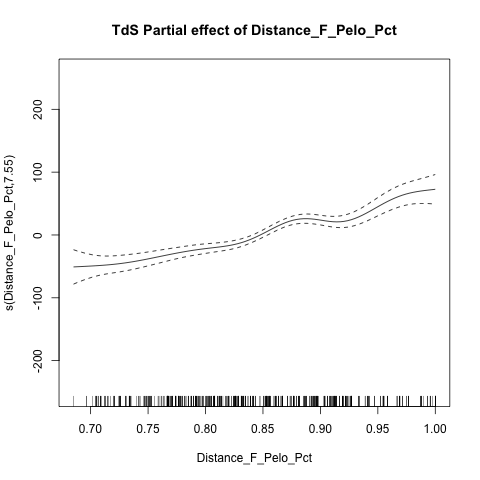 TdS Partial effect of Distance_F_Pelo_Pct
s(Distance_F_Pelo_Pct,7.55)
200
100
0
-100
-200
0.70 0.75 0.80 0.85 0.90 0.95 1.00
Distance_F_Pelo_Pct